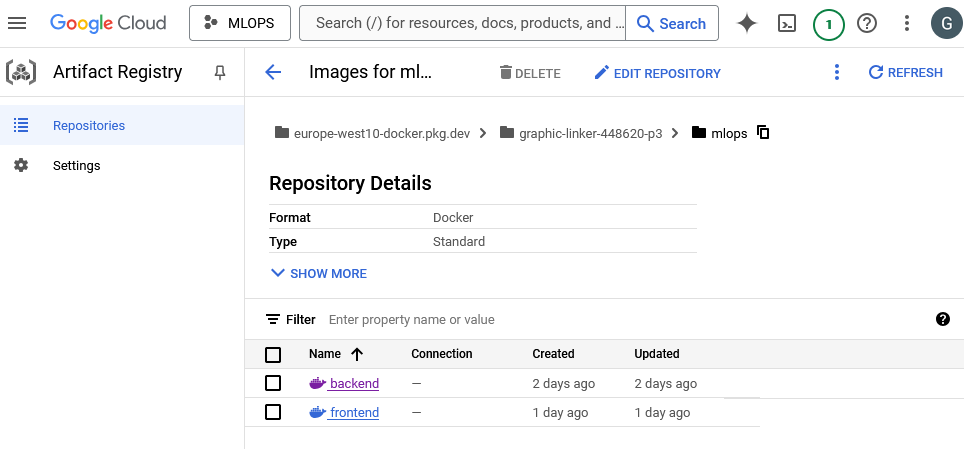 Google Cloud MLOPS Search (/) for resources, docs, products, and ... Search 1 ? G
Artifact Registry Images for ml... DELETE EDIT REPOSITORY REFRESH
Repositories
Settings
europe-west10-docker.pkg.dev > graphic-linker-448620-p3 > mlops
Repository Details
Format Docker
Type Standard
SHOW MORE
Filter Enter property name or value ?
Name Connection Created Updated
backend — 2 days ago 2 days ago
frontend — 1 day ago 1 day ago